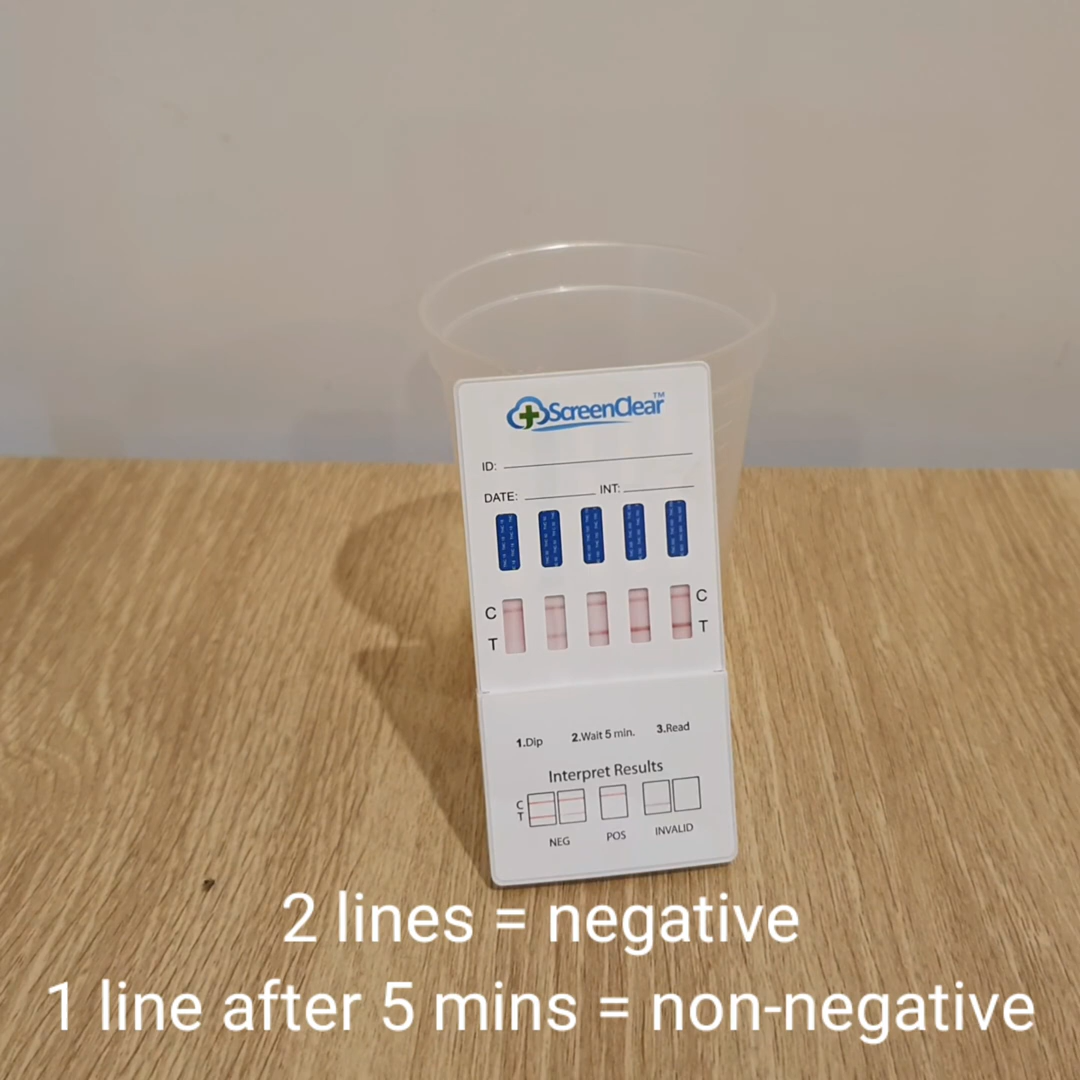 ScreenClear™
ID:
DATE: INT:
C C
T T
1.Dip 2.Wait 5 min. 3.Read
Interpret Results
C
T
NEG POS INVALID
2 lines = negative
1 line after 5 mins = non-negative